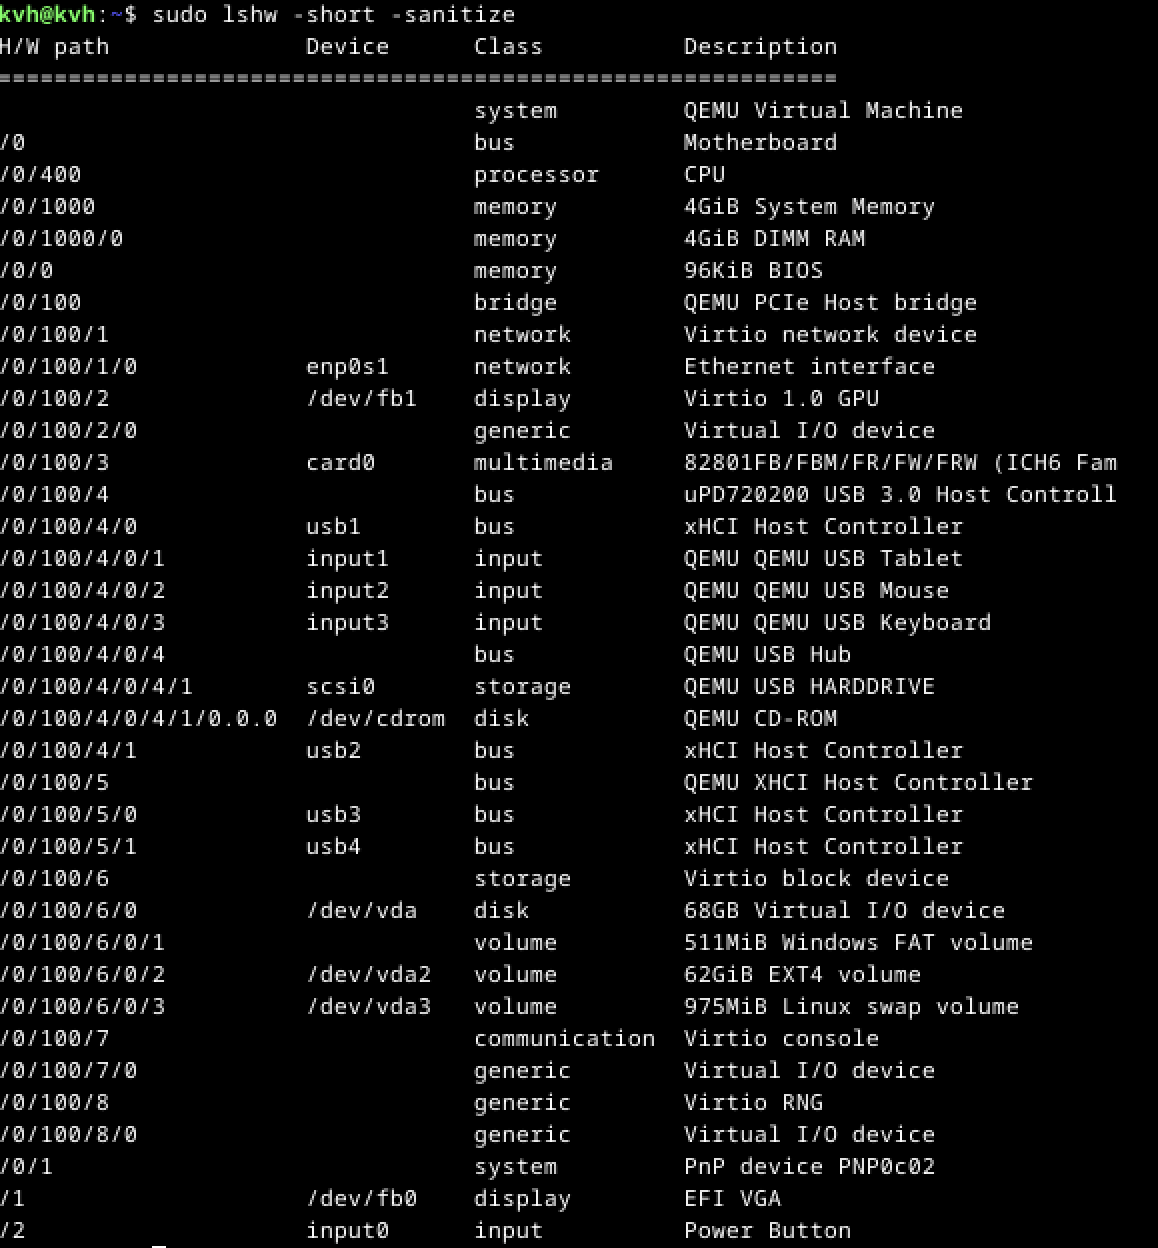 kvh@kvh:~$ sudo lshw -short -sanitize
H/W path              Device      Class          Description
============================================================
                                  system         QEMU Virtual Machine
/0                                bus            Motherboard
/0/400                            processor      CPU
/0/1000                           memory         4GiB System Memory
/0/1000/0                         memory         4GiB DIMM RAM
/0/0                              memory         96KiB BIOS
/0/100                            bridge         QEMU PCIe Host bridge
/0/100/1                          network        Virtio network device
/0/100/1/0            enp0s1      network        Ethernet interface
/0/100/2              /dev/fb1    display        Virtio 1.0 GPU
/0/100/2/0                        generic        Virtual I/O device
/0/100/3              card0       multimedia     82801FB/FBM/FR/FW/FRW (ICH6 Fam
/0/100/4                          bus            uPD720200 USB 3.0 Host Controll
/0/100/4/0            usb1        bus            xHCI Host Controller
/0/100/4/0/1          input1      input          QEMU QEMU USB Tablet
/0/100/4/0/2          input2      input          QEMU QEMU USB Mouse
/0/100/4/0/3          input3      input          QEMU QEMU USB Keyboard
/0/100/4/0/4                      bus            QEMU USB Hub
/0/100/4/0/4/1        scsi0       storage        QEMU USB HARDDRIVE
/0/100/4/0/4/1/0.0.0  /dev/cdrom  disk           QEMU CD-ROM
/0/100/4/1            usb2        bus            xHCI Host Controller
/0/100/5                          bus            QEMU XHCI Host Controller
/0/100/5/0            usb3        bus            xHCI Host Controller
/0/100/5/1            usb4        bus            xHCI Host Controller
/0/100/6                          storage        Virtio block device
/0/100/6/0            /dev/vda    disk           68GB Virtual I/O device
/0/100/6/0/1                      volume         511MiB Windows FAT volume
/0/100/6/0/2          /dev/vda2   volume         62GiB EXT4 volume
/0/100/6/0/3          /dev/vda3   volume         975MiB Linux swap volume
/0/100/7                          communication  Virtio console
/0/100/7/0                        generic        Virtual I/O device
/0/100/8                          generic        Virtio RNG
/0/100/8/0                        generic        Virtual I/O device
/0/1                              system         PnP device PNP0c02
/1                    /dev/fb0    display        EFI VGA
/2                    input0      input          Power Button